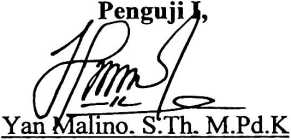 Penguji I,
Yan Malino. S.Th. M.Pd.K